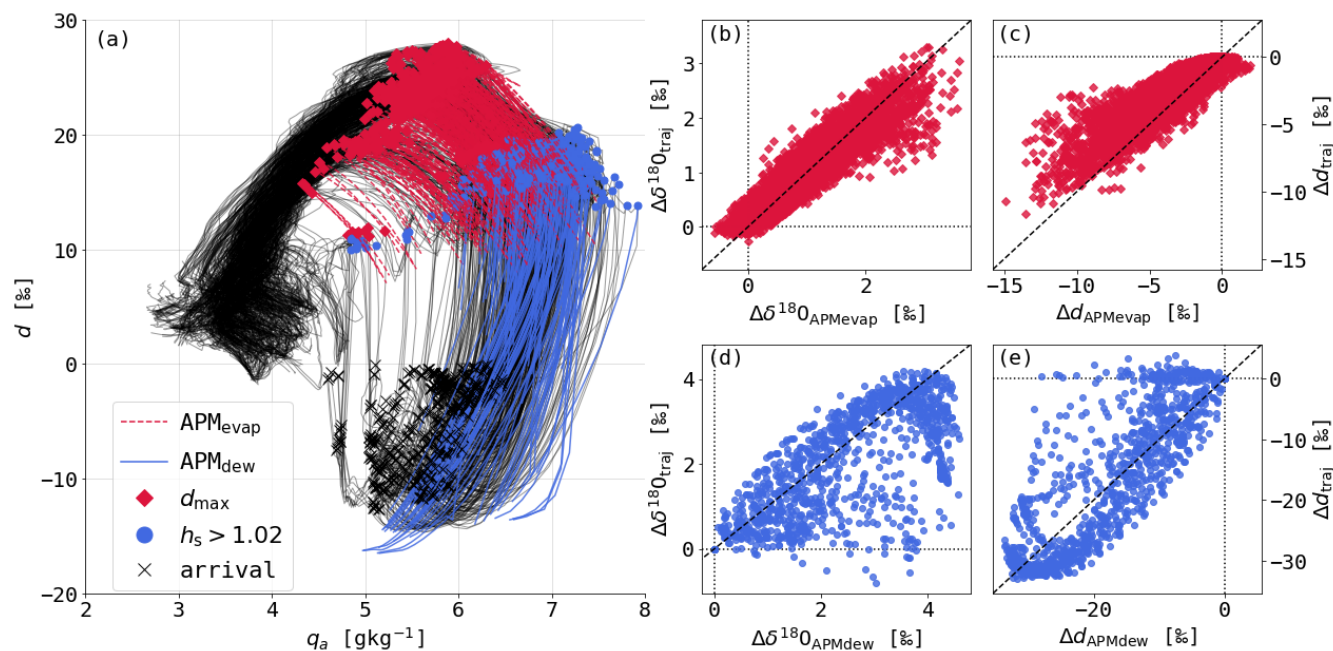 (a)
30
20
10
0
−10
−20
d [‰]
2
3
4
5
6
7
8
qₐ [gkg⁻¹]
APM_evap
APM_dew
d_max
hₛ > 1.02
arrival
(b)
3
2
1
0
Δδ¹⁸O_traj [‰]
0
2
Δδ¹⁸O_APMevap [‰]
(c)
0
−5
−10
−15
Δd_traj [‰]
−15
−10
−5
0
Δd_APMevap [‰]
(d)
4
2
0
Δδ¹⁸O_traj [‰]
0
2
4
Δδ¹⁸O_APMdew [‰]
(e)
0
−10
−20
−30
Δd_traj [‰]
−20
0
Δd_APMdew [‰]